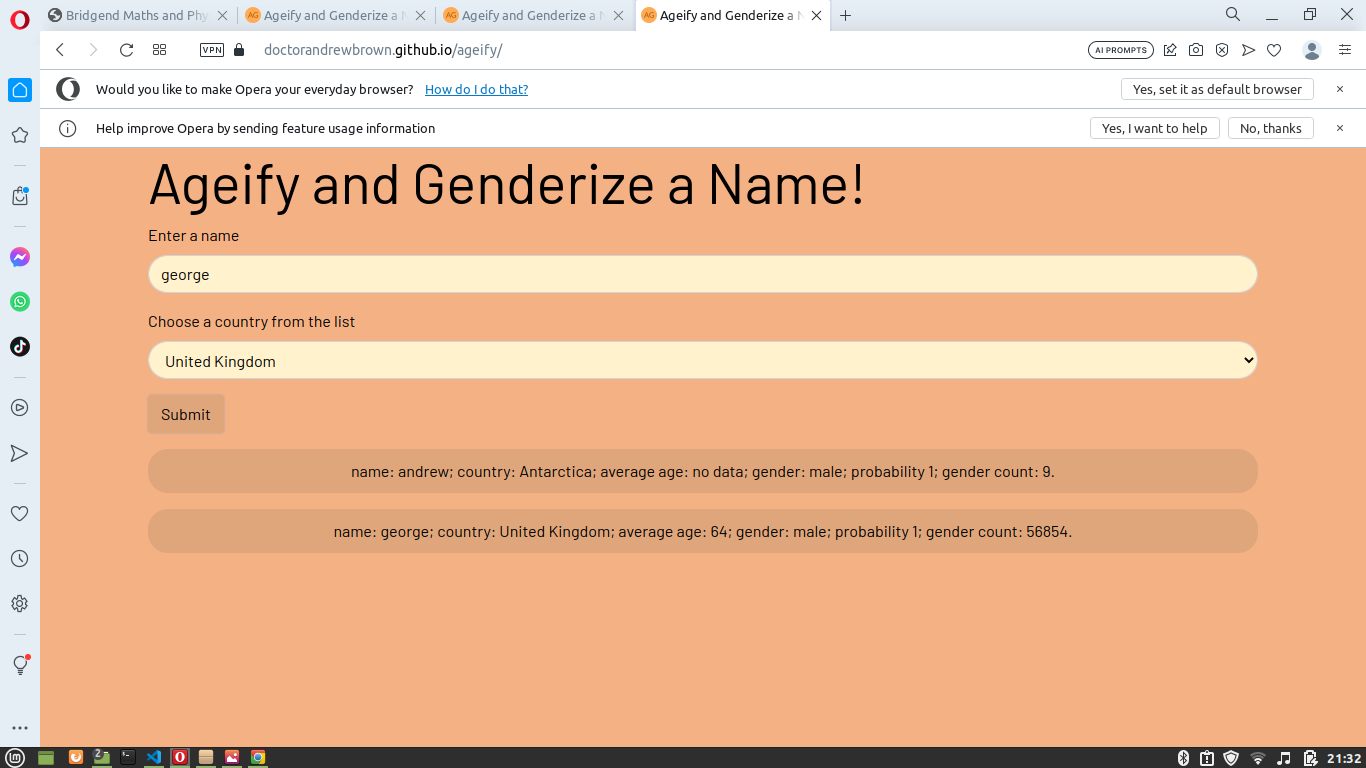 Bridgend Maths and Phy
AG Ageify and Genderize a N
AG Ageify and Genderize a N
AG Ageify and Genderize a N
VPN doctorandrewbrown.github.io/ageify/ AI PROMPTS
Would you like to make Opera your everyday browser? How do I do that? Yes, set it as default browser
Help improve Opera by sending feature usage information Yes, I want to help No, thanks
Ageify and Genderize a Name!
Enter a name
george
Choose a country from the list
United Kingdom
Submit
name: andrew; country: Antarctica; average age: no data; gender: male; probability 1; gender count: 9.
name: george; country: United Kingdom; average age: 64; gender: male; probability 1; gender count: 56854.
2 21:32